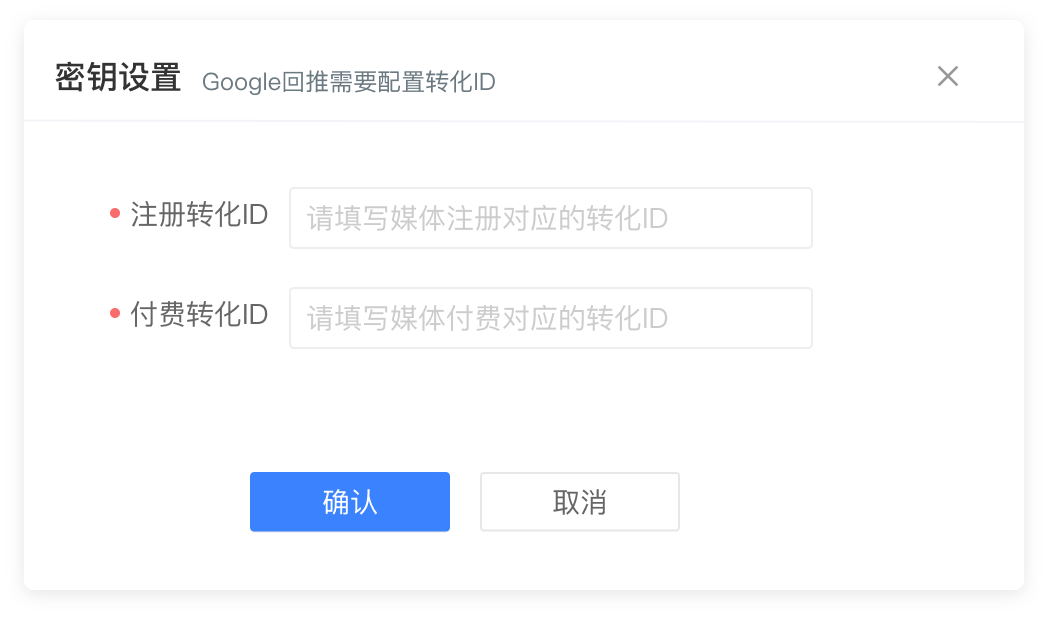 密钥设置 Google回推需要配置转化ID
注册转化ID 请填写媒体注册对应的转化ID
付费转化ID 请填写媒体付费对应的转化ID
确认 取消